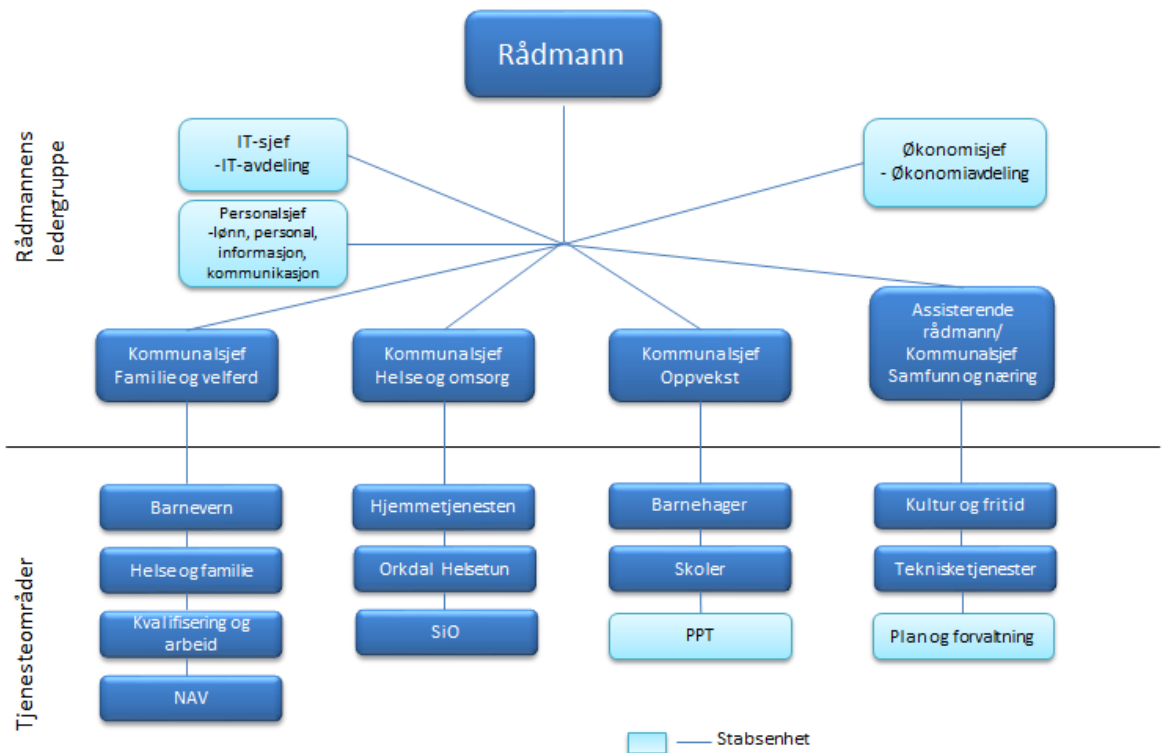 Rådmann
Rådmannens
ledergruppe
IT-sjef
-IT-avdeling
Økonomisjef
- Økonomiavdeling
Personalsjef
-lønn, personal,
informasjon,
kommunikasjon
Kommunalsjef
Familie og velferd
Kommunalsjef
Helse og omsorg
Kommunalsjef
Oppvekst
Assisterende
rådmann/
Kommunalsjef
Samfunn og næring
Tjenesteområder
Barnevern
Helse og familie
Kvalifisering og
arbeid
NAV
Hjemmetjenesten
Orkdal Helsetun
SiO
Barnehager
Skoler
PPT
Kultur og fritid
Tekniske tjenester
Plan og forvaltning
Stabsenhet